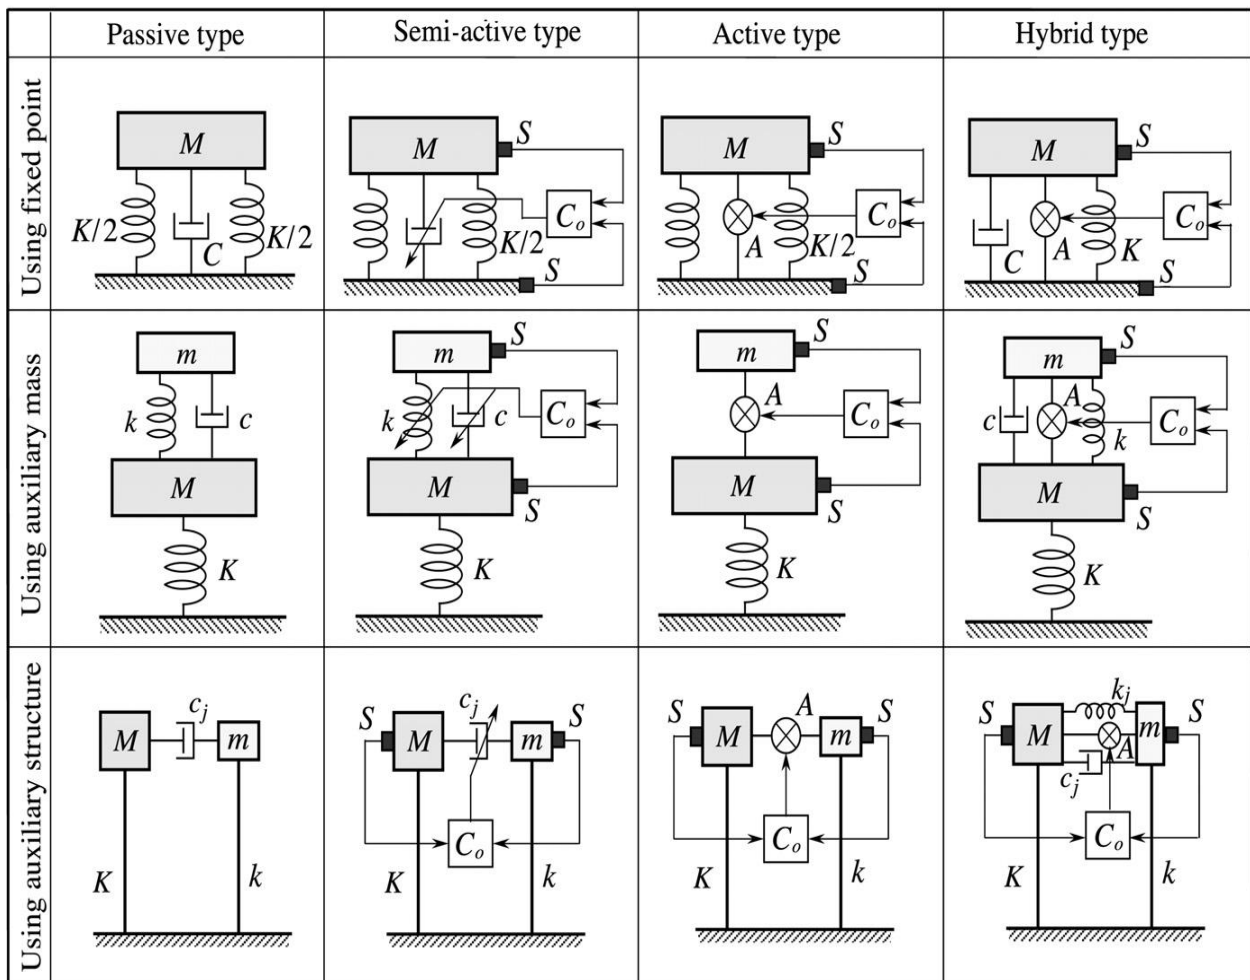 Passive type
Semi-active type
Active type
Hybrid type
Using fixed point
M
K/2
C
K/2
M
S
C_o
K/2
S
M
S
C_o
A
K/2
S
M
S
C_o
C
A
K
S
Using auxiliary mass
m
k
c
M
K
m
S
k
c
C_o
M
S
K
m
S
A
C_o
M
S
K
m
S
A
c
C_o
k
M
S
K
Using auxiliary structure
c_j
M
m
K
k
S
c_j
S
M
m
C_o
K
k
S
A
S
M
m
C_o
K
k
k_j
S
S
M
m
A
c_j
C_o
K
k